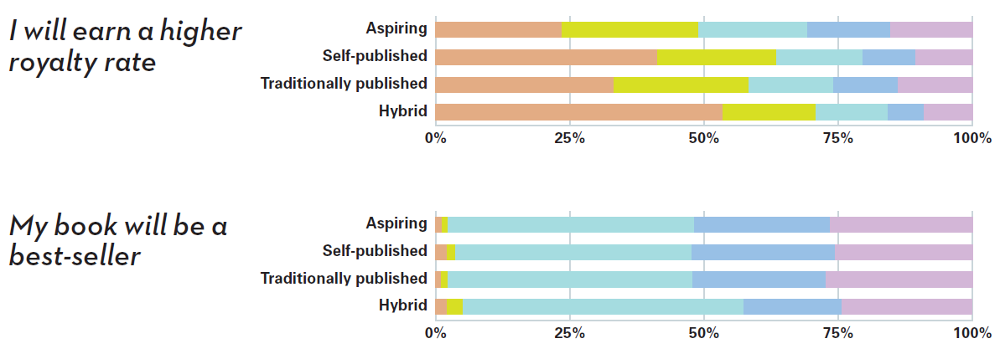 I will earn a higher
royalty rate
Aspiring
Self-published
Traditionally published
Hybrid
0% 25% 50% 75% 100%
My book will be a
best-seller
Aspiring
Self-published
Traditionally published
Hybrid
0% 25% 50% 75% 100%